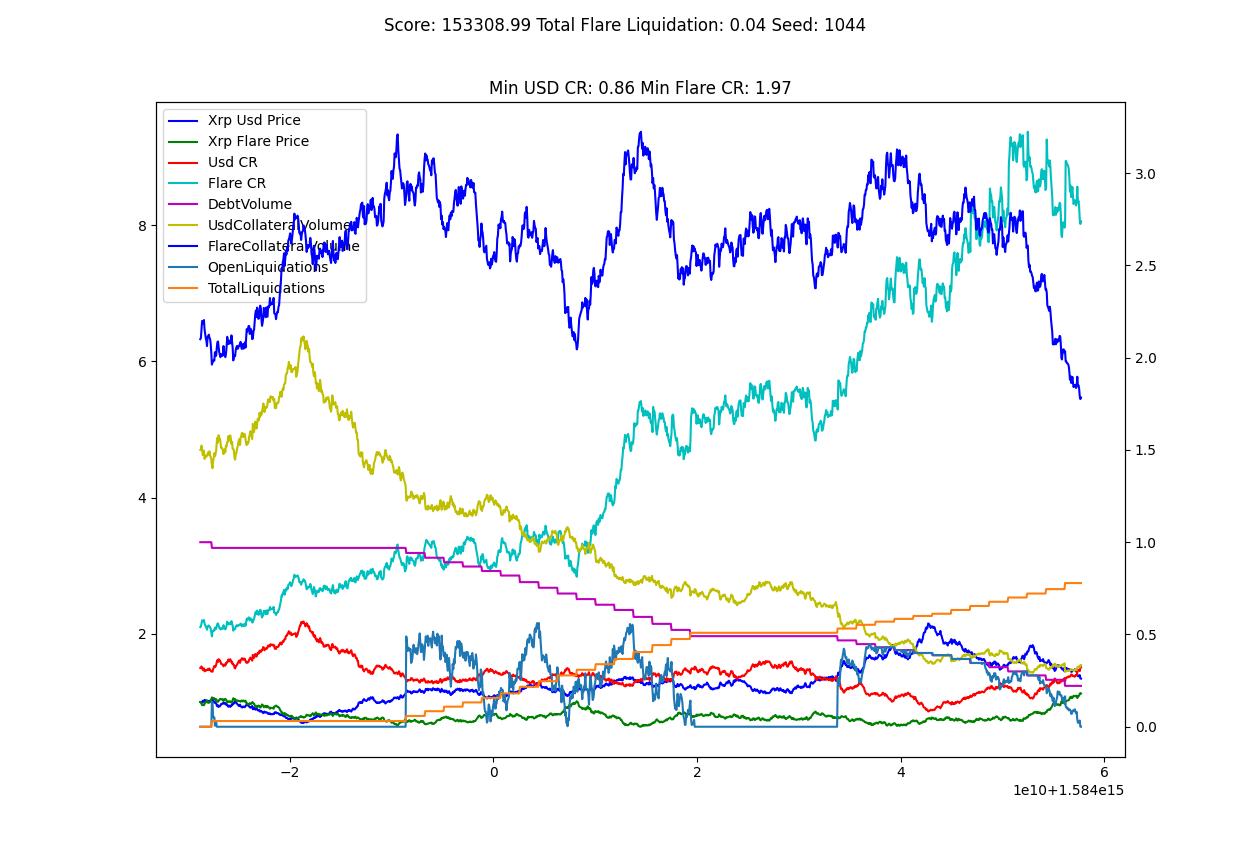 Score: 153308.99 Total Flare Liquidation: 0.04 Seed: 1044
Min USD CR: 0.86 Min Flare CR: 1.97
Xrp Usd Price
Xrp Flare Price
Usd CR
Flare CR
DebtVolume
UsdCollateralVolume
FlareCollateralVolume
OpenLiquidations
TotalLiquidations
8
6
4
2
3.0
2.5
2.0
1.5
1.0
0.5
0.0
−2 0 2 4 6
1e10+1.584e15